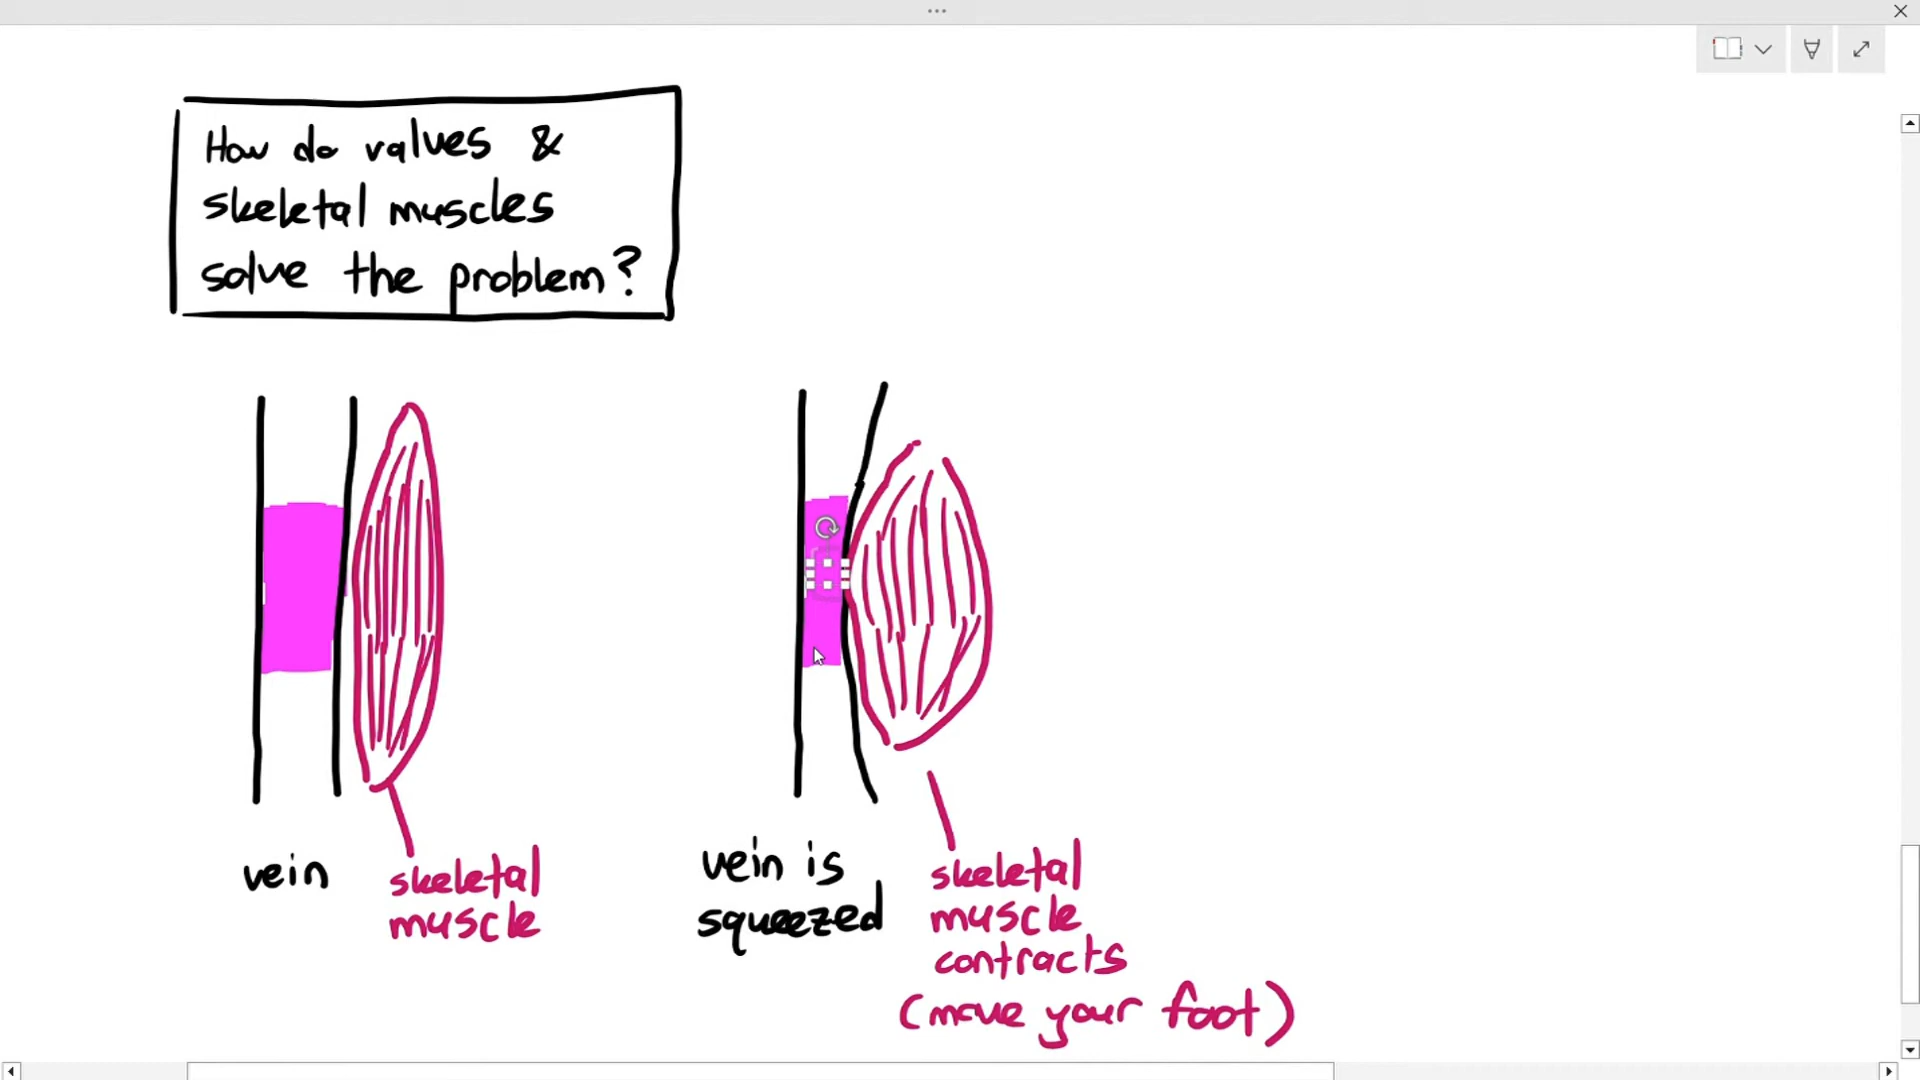 How do valves &
skeletal muscles
solve the problem?
vein
skeletal
muscle
vein is
squeezed
skeletal
muscle
contracts
(move your foot)